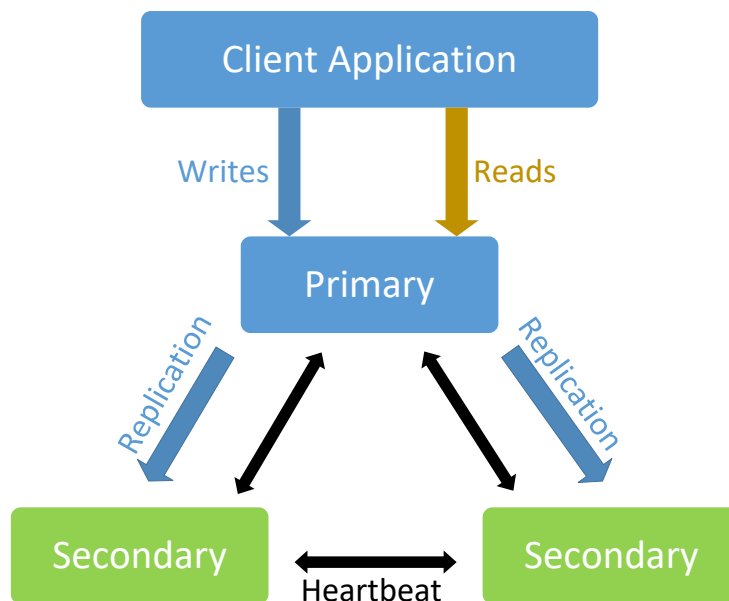 Client Application
Writes
Reads
Primary
Replication
Replication
Secondary
Secondary
Heartbeat